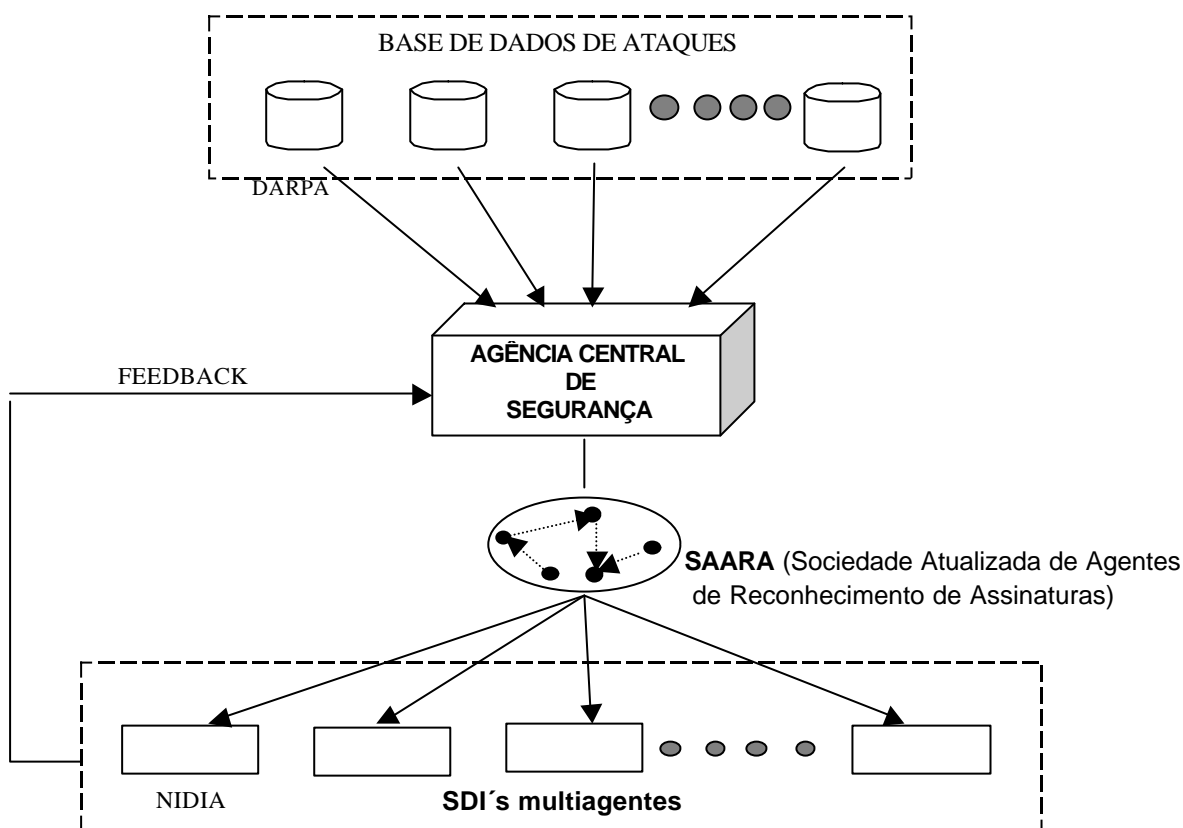 BASE DE DADOS DE ATAQUES
DARPA
AGÊNCIA CENTRAL
DE
SEGURANÇA
FEEDBACK
SAARA (Sociedade Atualizada de Agentes
de Reconhecimento de Assinaturas)
NIDIA
SDI´s multiagentes